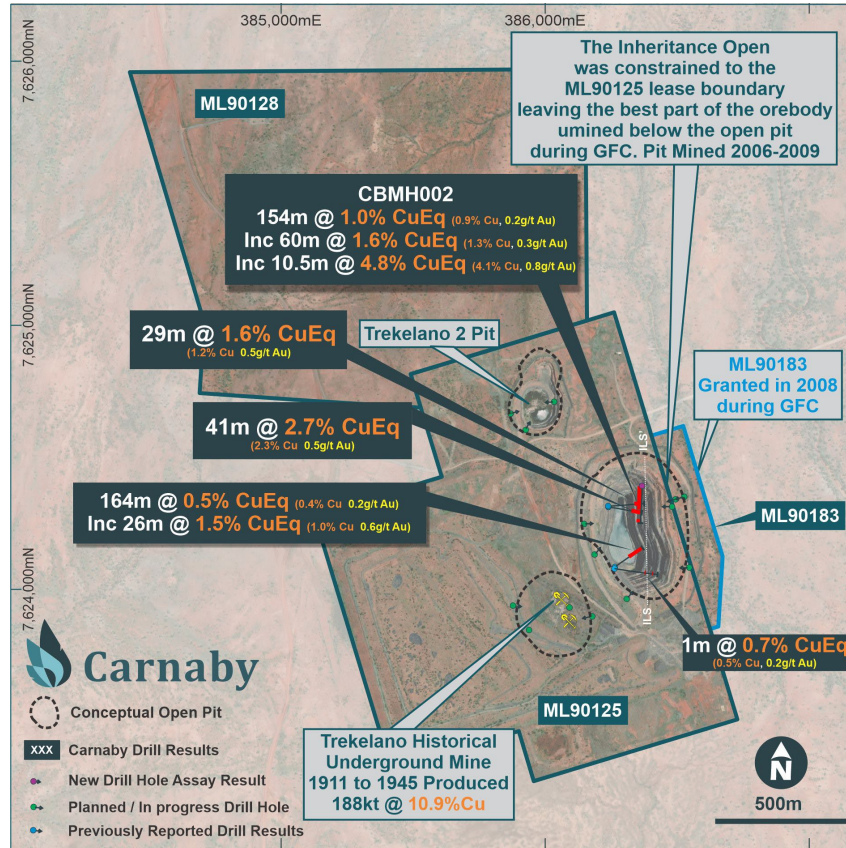 385,000mE
386,000mE
7,626,000mN
7,625,000mN
7,624,000mN
The Inheritance Open
was constrained to the
ML90125 lease boundary
leaving the best part of the orebody
umined below the open pit
during GFC. Pit Mined 2006-2009
ML90128
CBMH002
154m @ 1.0% CuEq (0.9% Cu, 0.2g/t Au)
Inc 60m @ 1.6% CuEq (1.3% Cu, 0.3g/t Au)
Inc 10.5m @ 4.8% CuEq (4.1% Cu, 0.8g/t Au)
29m @ 1.6% CuEq
(1.2% Cu 0.5g/t Au)
Trekelano 2 Pit
ML90183
Granted in 2008
during GFC
41m @ 2.7% CuEq
(2.3% Cu 0.5g/t Au)
ILS'
164m @ 0.5% CuEq (0.4% Cu 0.2g/t Au)
Inc 26m @ 1.5% CuEq (1.0% Cu 0.6g/t Au)
ML90183
ILS
1m @ 0.7% CuEq
(0.5% Cu, 0.2g/t Au)
Carnaby
ML90125
Conceptual Open Pit
XXX Carnaby Drill Results
New Drill Hole Assay Result
Planned / In progress Drill Hole
Previously Reported Drill Results
Trekelano Historical
Underground Mine
1911 to 1945 Produced
188kt @ 10.9%Cu
N
500m